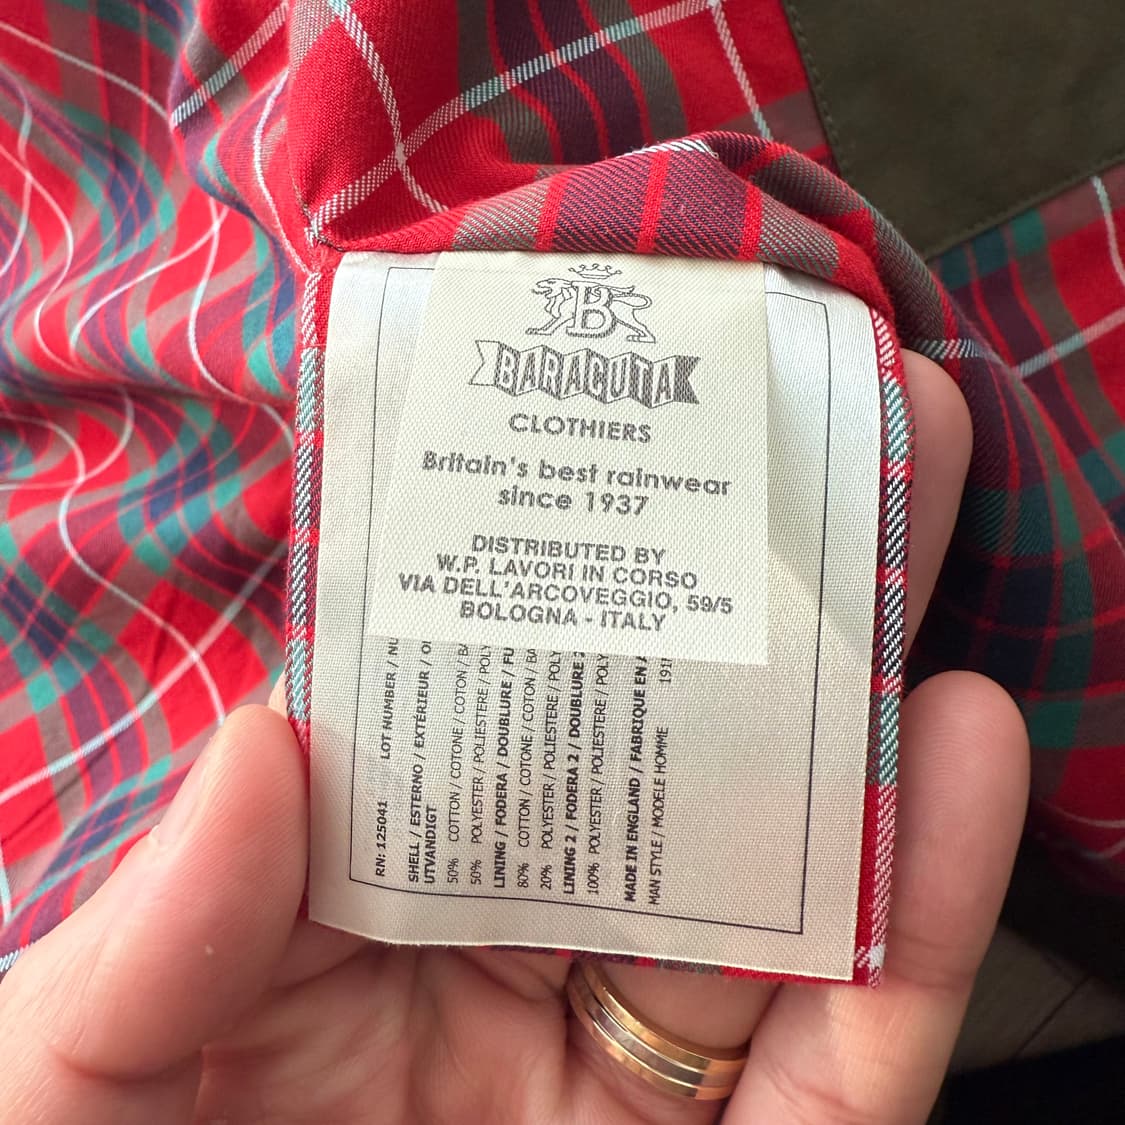 B
BARACUTA
CLOTHIERS
Britain's best rainwear
since 1937
DISTRIBUTED BY
W.P. LAVORI IN CORSO
VIA DELL'ARCOVEGGIO, 59/5
BOLOGNA - ITALY
RN: 125041 LOT NUMBER /
SHELL / ESTERNO / EXTÉRIEUR /
UTVANDIGT
50% COTTON / COTONE / COTON /
50% POLYESTER / POLIESTERE /
LINING / FODERA / DOUBLURE /
80% COTTON / COTONE / COTON /
20% POLYESTER / POLIESTERE /
LINING 2 / FODERA 2 / DOUBLURE
100% POLYESTER / POLIESTERE /
MADE IN ENGLAND / FABRIQUE EN
MAN STYLE / MODELE HOMME